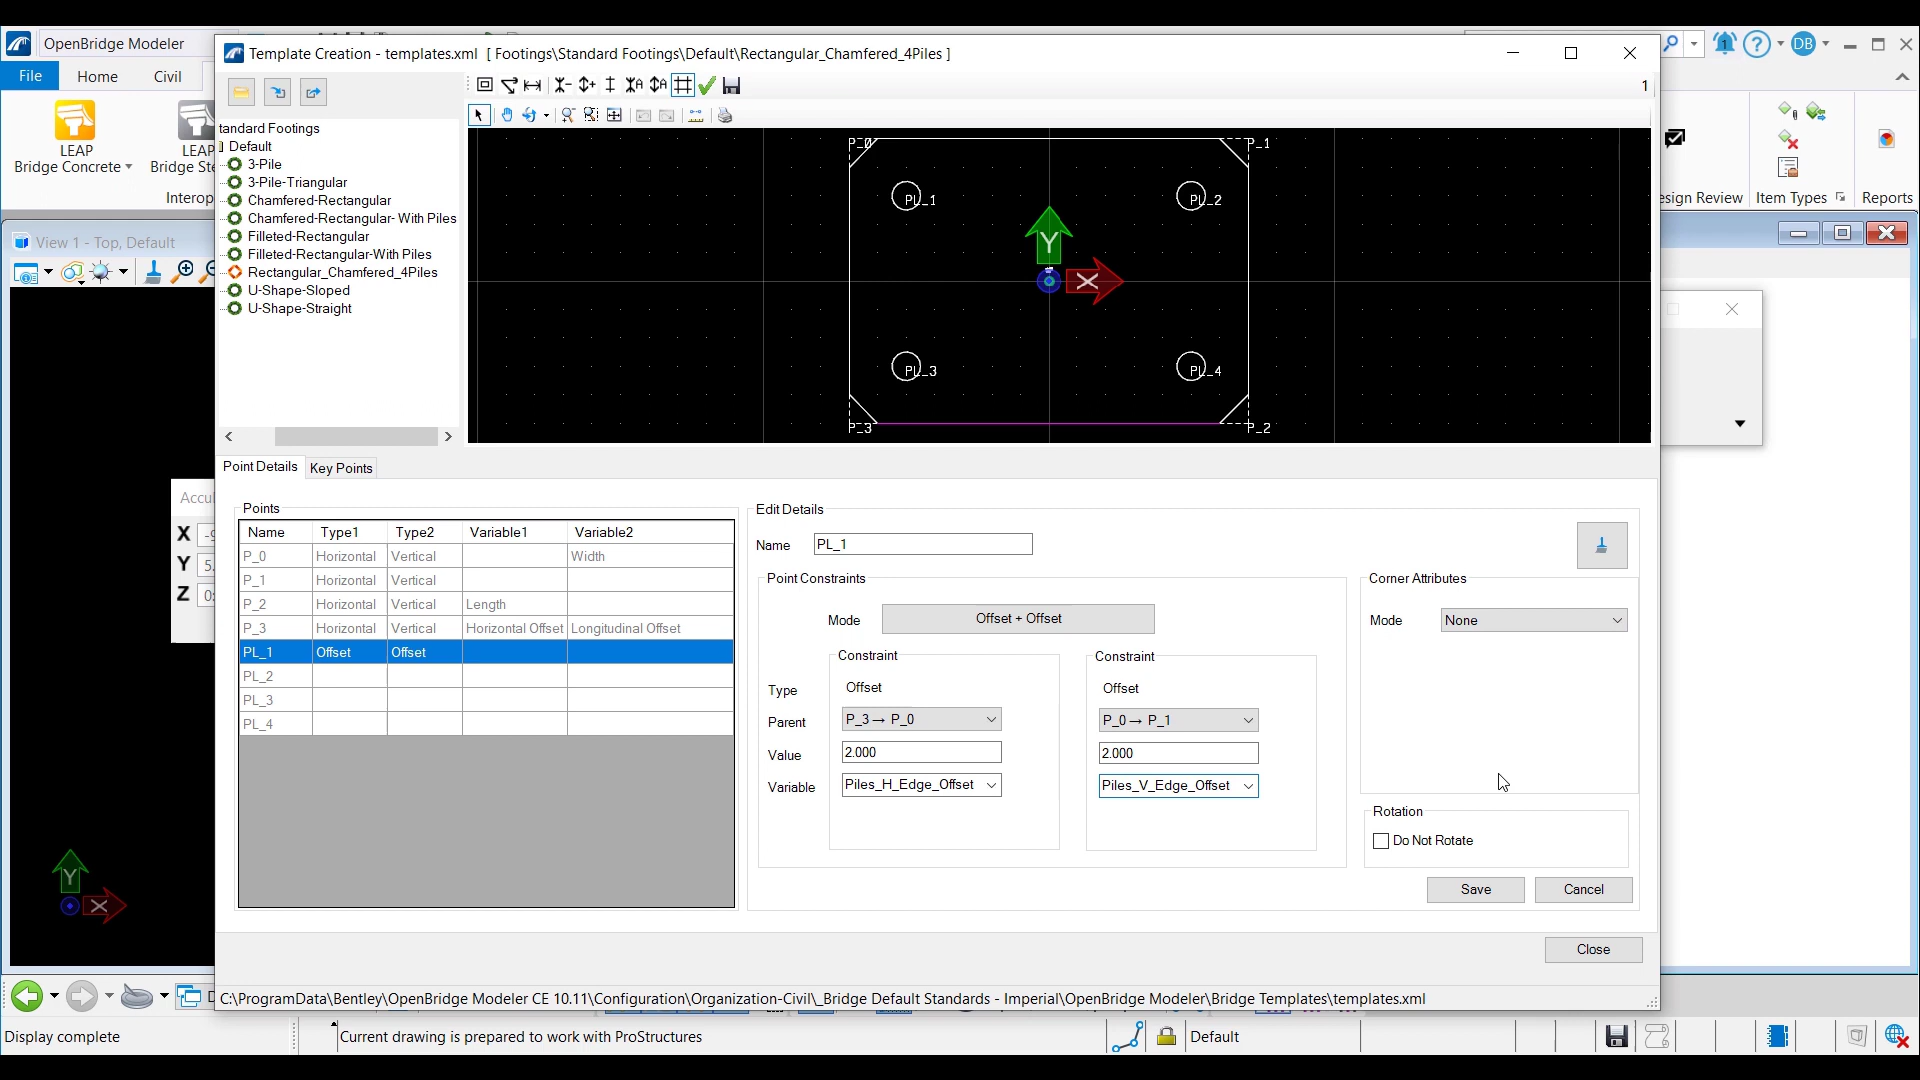 OpenBridge Modeler
Template Creation - templates.xml [ Footings\Standard Footings\Default\Rectangular_Chamfered_4Piles ]
1
DB
File
Home
Civil
1
LEAP
Bridge Concrete
LEAP
Bridge Ste
Interop
esign Review
Item Types
Reports
tandard Footings
Default
3-Pile
3-Pile-Triangular
Chamfered-Rectangular
Chamfered-Rectangular- With Piles
Filleted-Rectangular
Filleted-Rectangular-With Piles
Rectangular_Chamfered_4Piles
U-Shape-Sloped
U-Shape-Straight
View 1 - Top, Default
P_0
P_1
PL_1
PL_2
Y
X
PL_3
PL_4
P_3
P_2
Point Details
Key Points
Accu
X
Y
5.
Z
0:
Points
Name Type1 Type2 Variable1 Variable2
P_0 Horizontal Vertical Width
P_1 Horizontal Vertical
P_2 Horizontal Vertical Length
P_3 Horizontal Vertical Horizontal Offset Longitudinal Offset
PL_1 Offset Offset
PL_2
PL_3
PL_4
Edit Details
Name PL_1
Point Constraints
Mode Offset + Offset
Constraint
Constraint
Type Offset Offset
Parent P_3→ P_0 P_0→ P_1
Value 2.000 2.000
Variable Piles_H_Edge_Offset Piles_V_Edge_Offset
Corner Attributes
Mode None
Rotation
Do Not Rotate
Save
Cancel
Close
Y
X
C:\ProgramData\Bentley\OpenBridge Modeler CE 10.11\Configuration\Organization-Civil\_Bridge Default Standards - Imperial\OpenBridge Modeler\Bridge Templates\templates.xml
Display complete
Current drawing is prepared to work with ProStructures
Default